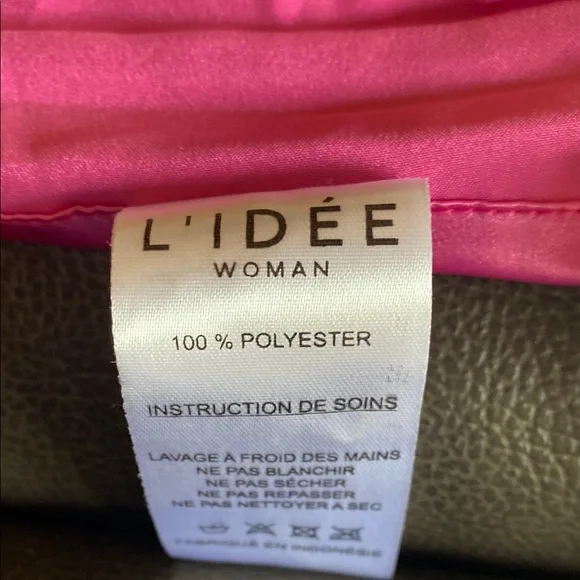 L'IDÉE
WOMAN
100 % POLYESTER
INSTRUCTION DE SOINS
LAVAGE A FROID DES MAINS
NE PAS BLANCHIR
NE PAS SÉCHER
NE PAS REPASSER
NE PAS NETTOYER A SEC
FABRIQUÉ EN INDONÉSIE